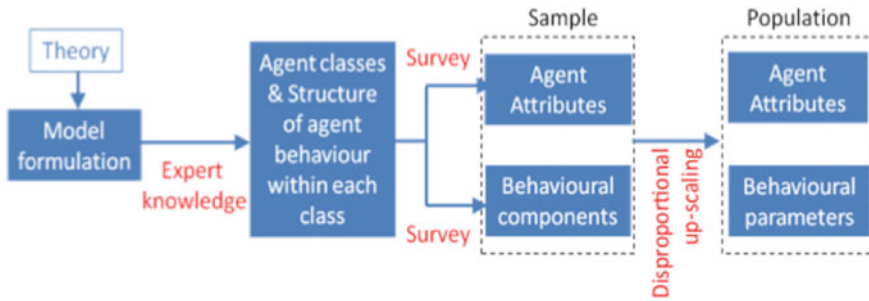 Theory
Model
formulation
Expert
knowledge
Agent classes
& Structure
of agent
behaviour
within each
class
Survey
Survey
Sample
Agent
Attributes
Behavioural
components
Disproportional
up-scaling
Population
Agent
Attributes
Behavioural
parameters